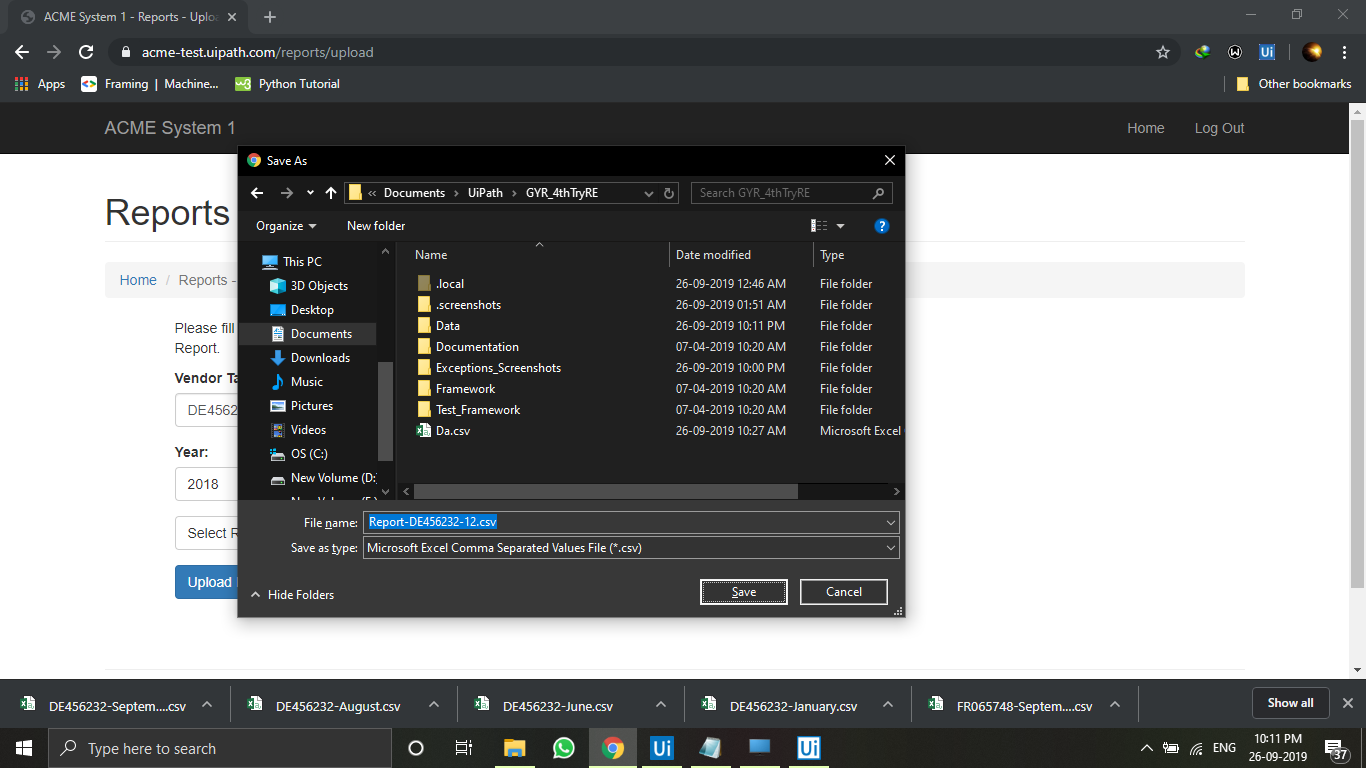 ACME System 1 - Reports - Uplo
acme-test.uipath.com/reports/upload
Ui
Apps
Framing | Machine...
Python Tutorial
Other bookmarks
ACME System 1
Home
Log Out
Reports
Home / Reports -
Please fill
Report.
Vendor Ta
DE4562
Year:
2018
Select R
Upload
Save As
« Documents > UiPath > GYR_4thTryRE
Search GYR_4thTryRE
Organize
New folder
?
This PC
3D Objects
Desktop
Documents
Downloads
Music
Pictures
Videos
OS (C:)
New Volume (D:
Name Date modified Type
.local 26-09-2019 12:46 AM File folder
.screenshots 26-09-2019 01:51 AM File folder
Data 26-09-2019 10:11 PM File folder
Documentation 07-04-2019 10:20 AM File folder
Exceptions_Screenshots 26-09-2019 10:00 PM File folder
Framework 07-04-2019 10:20 AM File folder
Test_Framework 07-04-2019 10:20 AM File folder
Da.csv 26-09-2019 10:27 AM Microsoft Excel
File name: Report-DE456232-12.csv
Save as type: Microsoft Excel Comma Separated Values File (*.csv)
Hide Folders
Save
Cancel
DE456232-Septem....csv
DE456232-August.csv
DE456232-June.csv
DE456232-January.csv
FR065748-Septem....csv
Show all
Type here to search
Ui
Ui
ENG
10:11 PM
26-09-2019
37